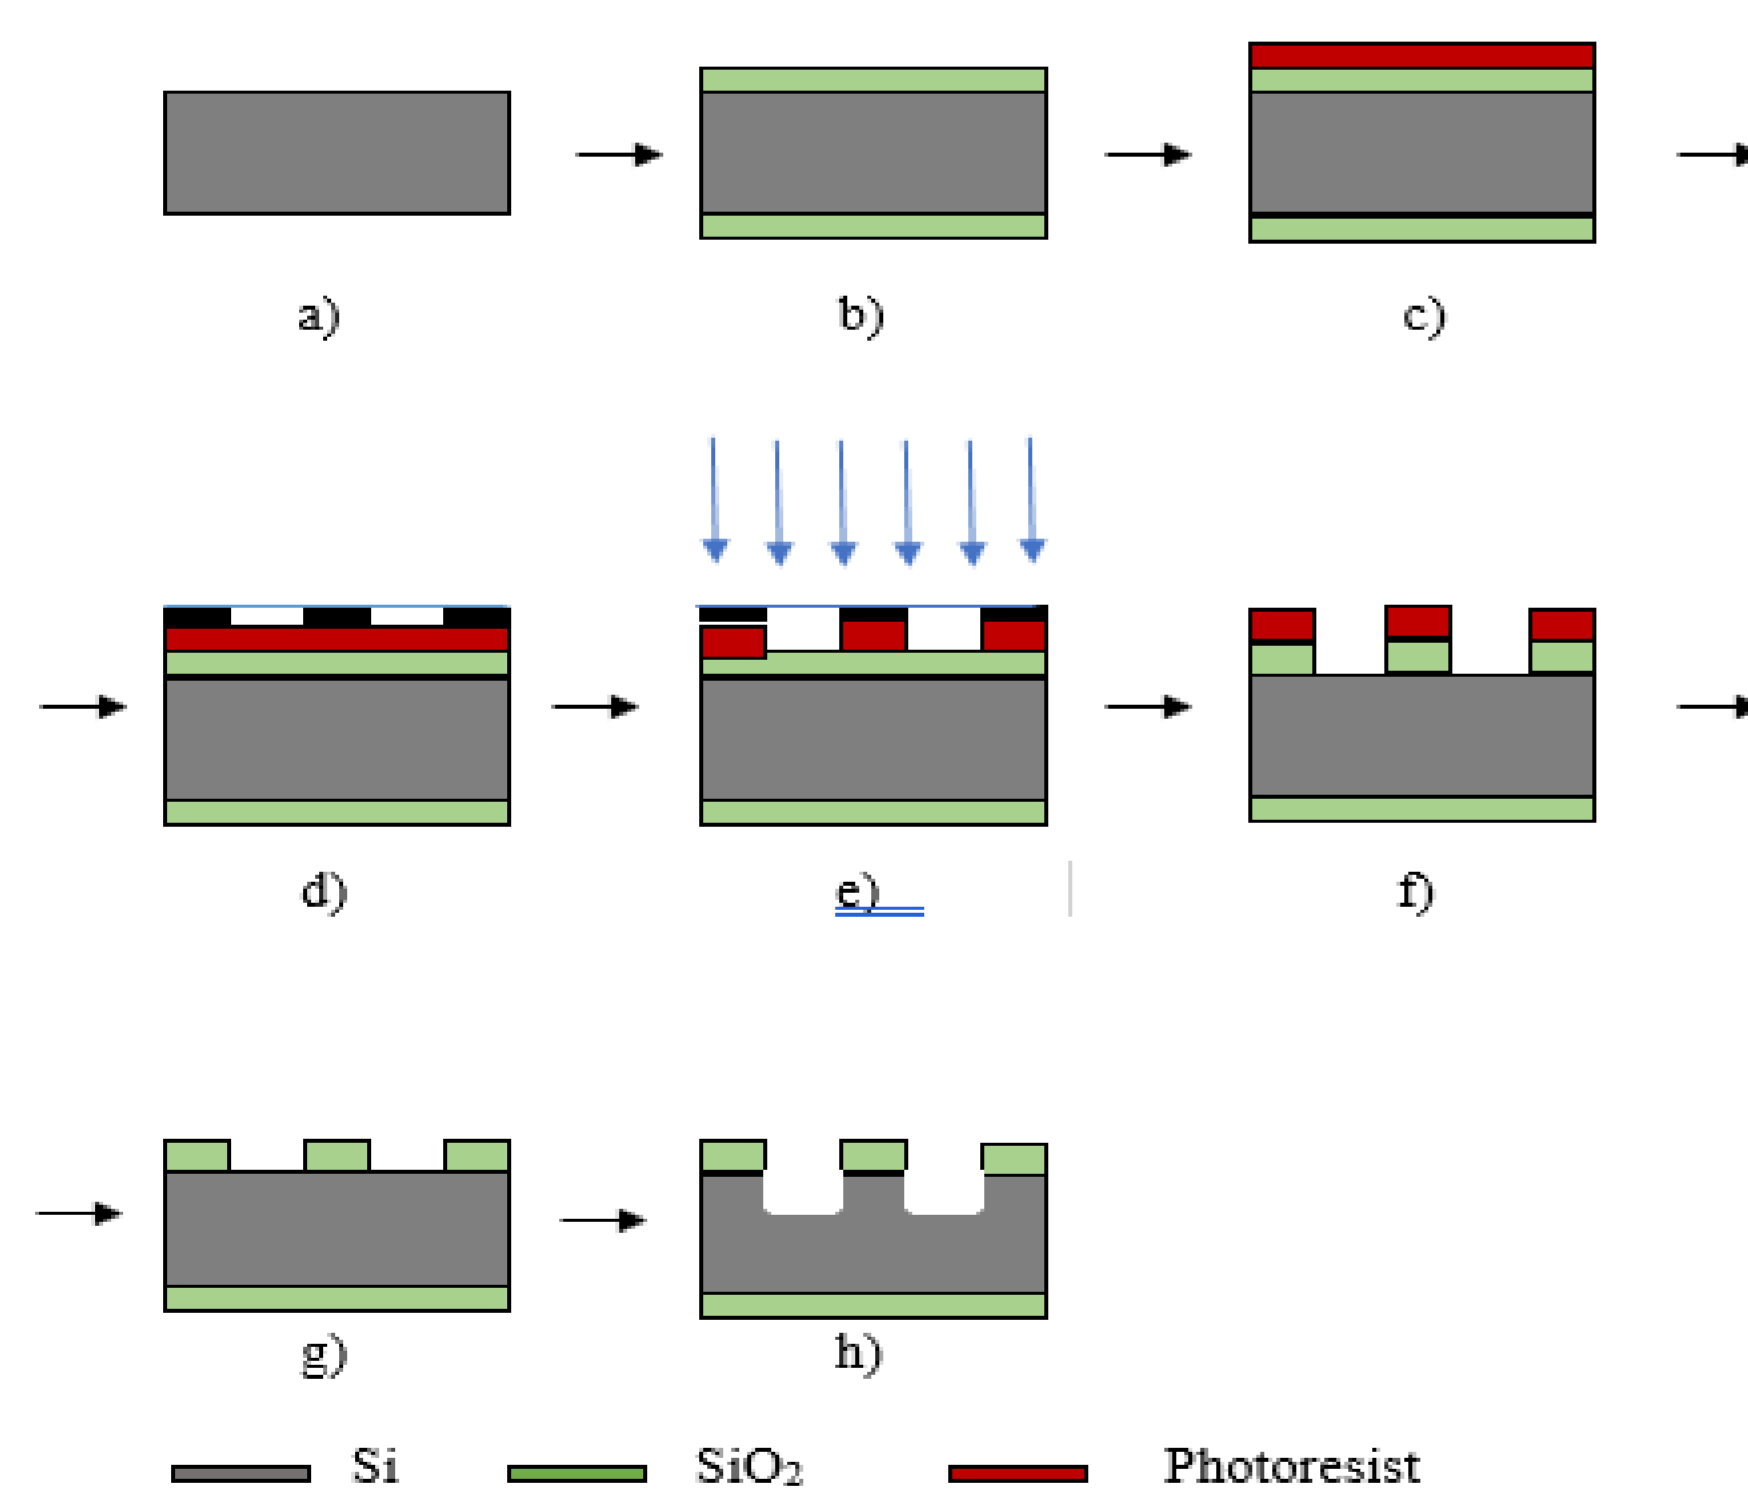 a) b) c)
d) e) f)
g) h)
Si SiO₂ Photoresist